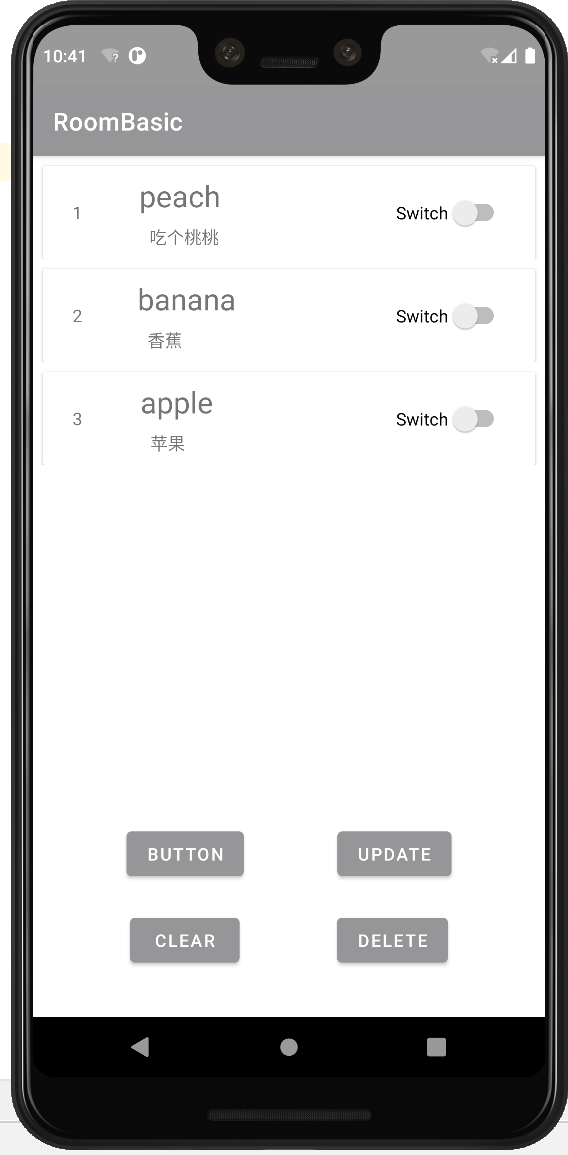 10:41
RoomBasic
1 peach Switch
吃个桃桃
2 banana Switch
香蕉
3 apple Switch
苹果
BUTTON UPDATE
CLEAR DELETE